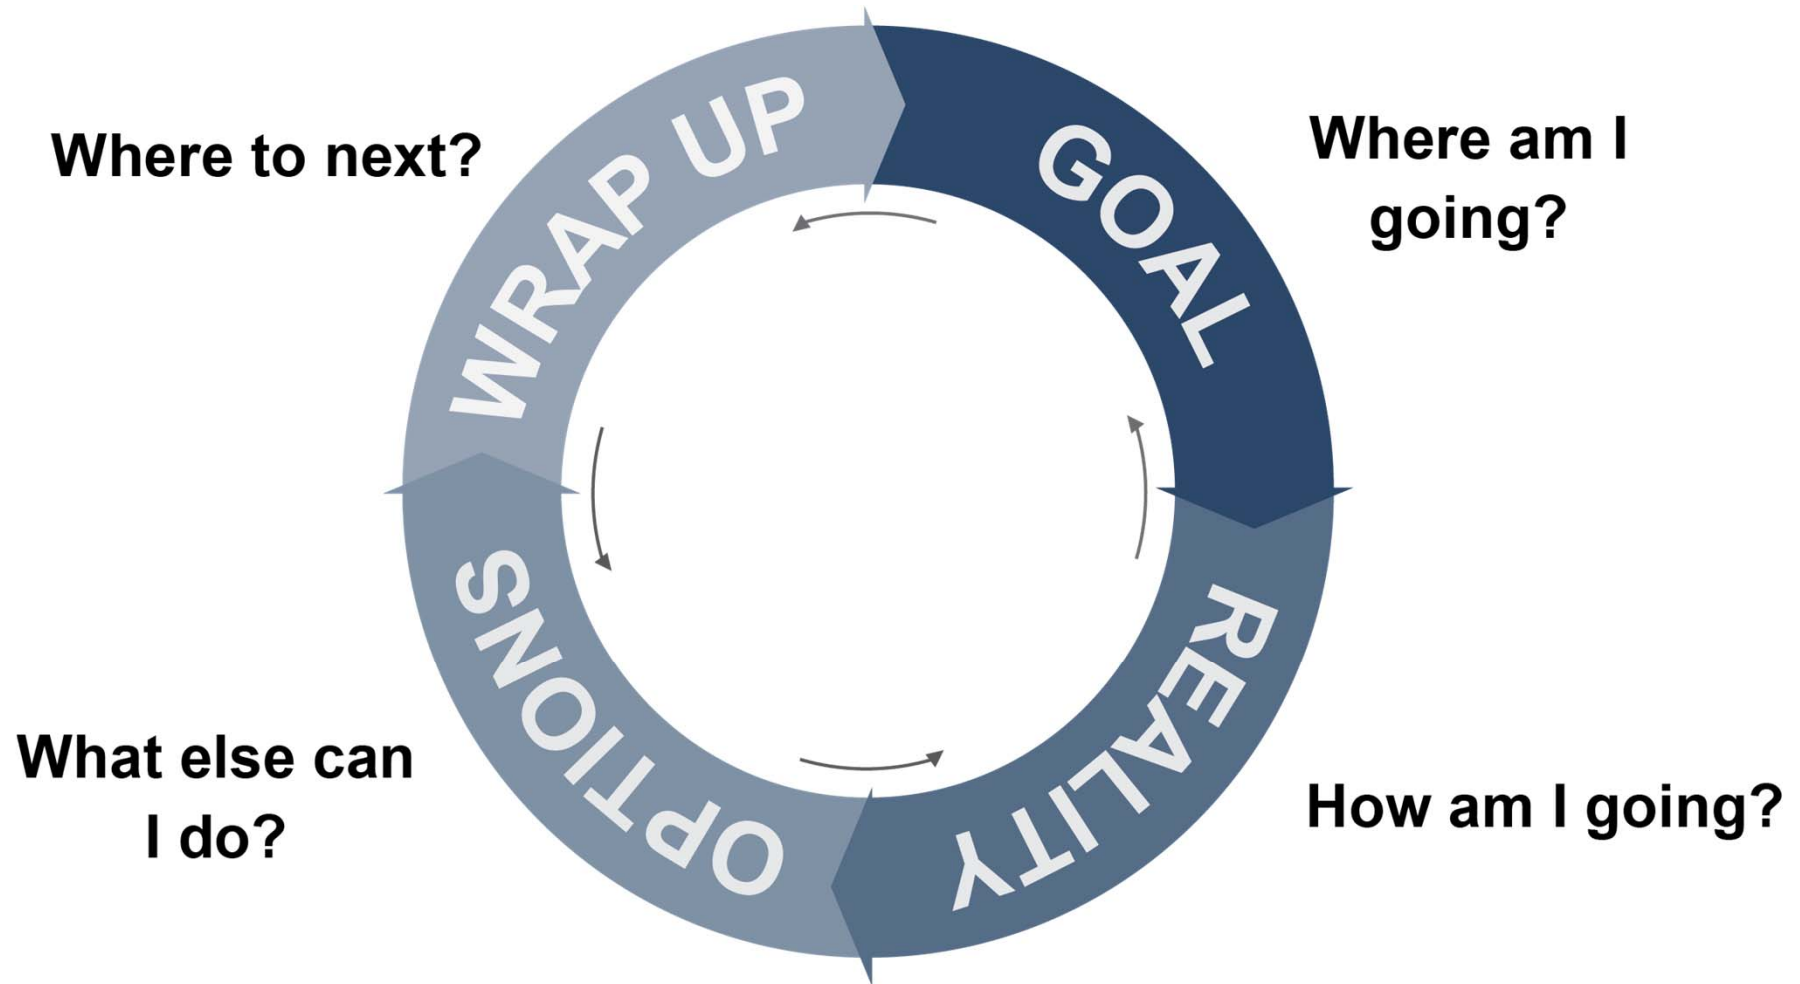 WRAP UP
GOAL
REALITY
OPTIONS
Where to next?
Where am I
going?
How am I going?
What else can
I do?